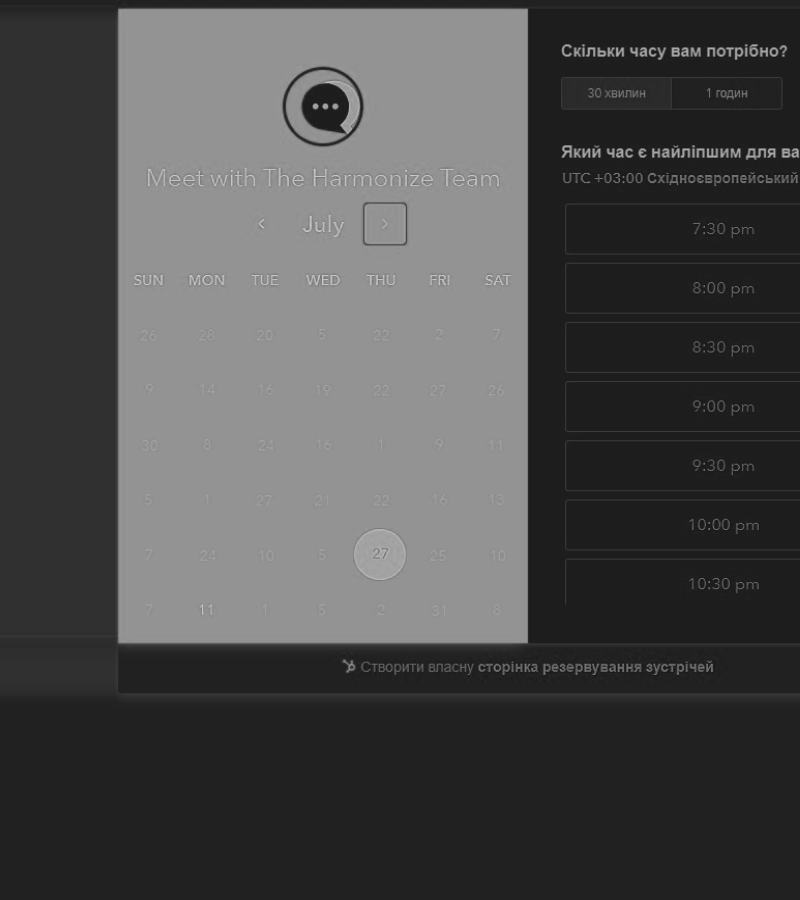 Meet with The Harmonize Team
July
SUN MON TUE WED THU FRI SAT
26 28 20 5 22 2 7
9 14 16 19 22 27 26
30 8 24 16 1 9 11
5 1 27 21 22 16 13
7 24 10 5 27 25 10
7 11 1 5 2 31 8
Скільки часу вам потрібно?
30 хвилин 1 годин
Який час є найліпшим для ва
UTC +03:00 Східноєвропейський
7:30 pm
8:00 pm
8:30 pm
9:00 pm
9:30 pm
10:00 pm
10:30 pm
Створити власну сторінка резервування зустрічей